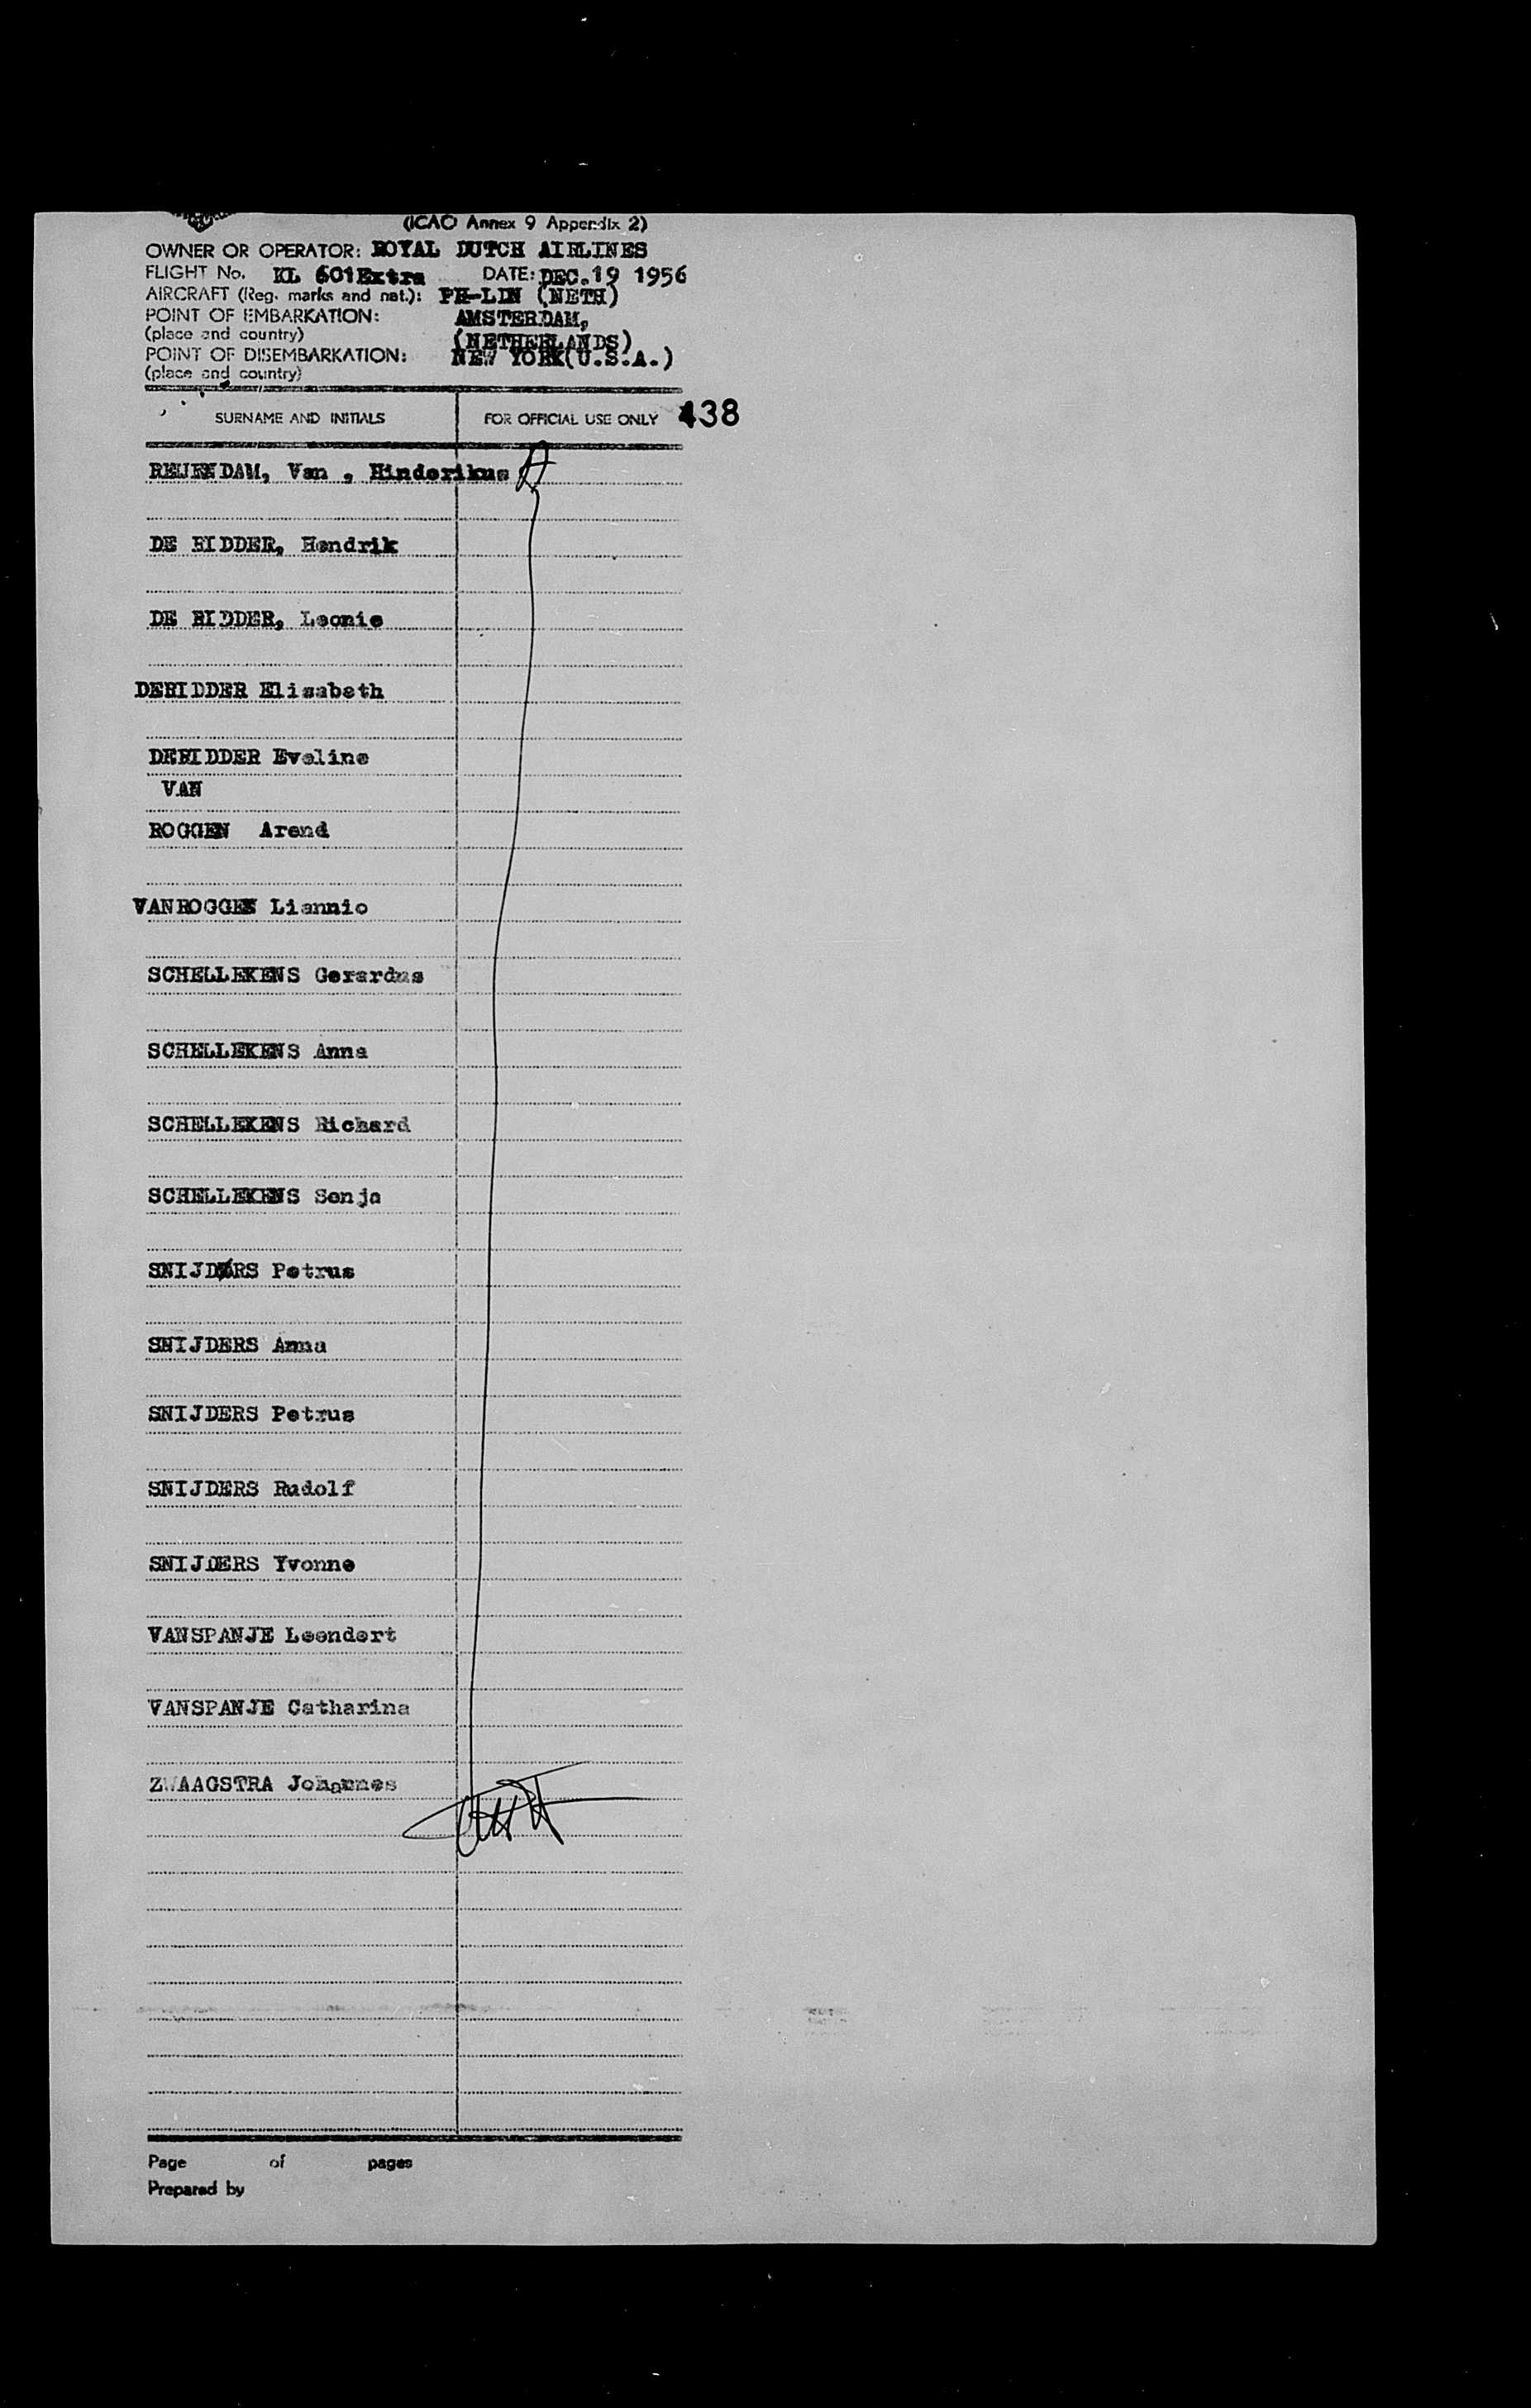 (ICAO Annex 9 Appendix 2)
OWNER OR OPERATOR: ROYAL DUTCH AIRLINES
FLIGHT No. KL 601Extra DATE: DEC.19 1956
AIRCRAFT (Reg. marks and nat.): PH-LIN (NETH)
POINT OF EMBARKATION: AMSTERDAM,
(place and country) (NETHERLANDS)
POINT OF DISEMBARKATION: NEW YORK(U.S.A.)
(place and country)
SURNAME AND INITIALS FOR OFFICIAL USE ONLY 438
Van , Hinderikus
DE RIDDER, Hendrik
DE RIDDER, Leonie
DERIDDER Elisabeth
DERIDDER Eveline
VAN
ROGGEN Arend
VANROGGEN Liannio
SCHELLEKENS Gerardus
SCHELLEKENS Anna
SCHELLEKENS Richard
SCHELLEKENS Sonja
SNIJDERS Petrus
SNIJDERS Anna
SNIJDERS Petrus
SNIJDERS Rudolf
SNIJDERS Yvonne
VANSPANJE Leendert
VANSPANJE Catharina
ZWAAGSTRA Johannes
Page of pages
Prepared by